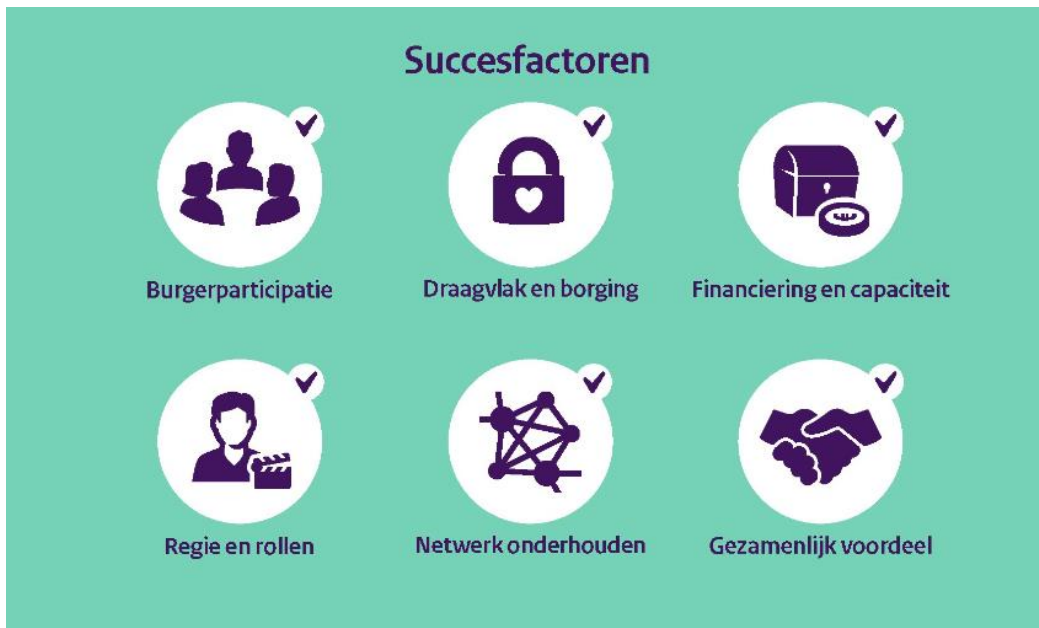 Succesfactoren
Burgerparticipatie
Draagvlak en borging
Financiering en capaciteit
Regie en rollen
Netwerk onderhouden
Gezamenlijk voordeel